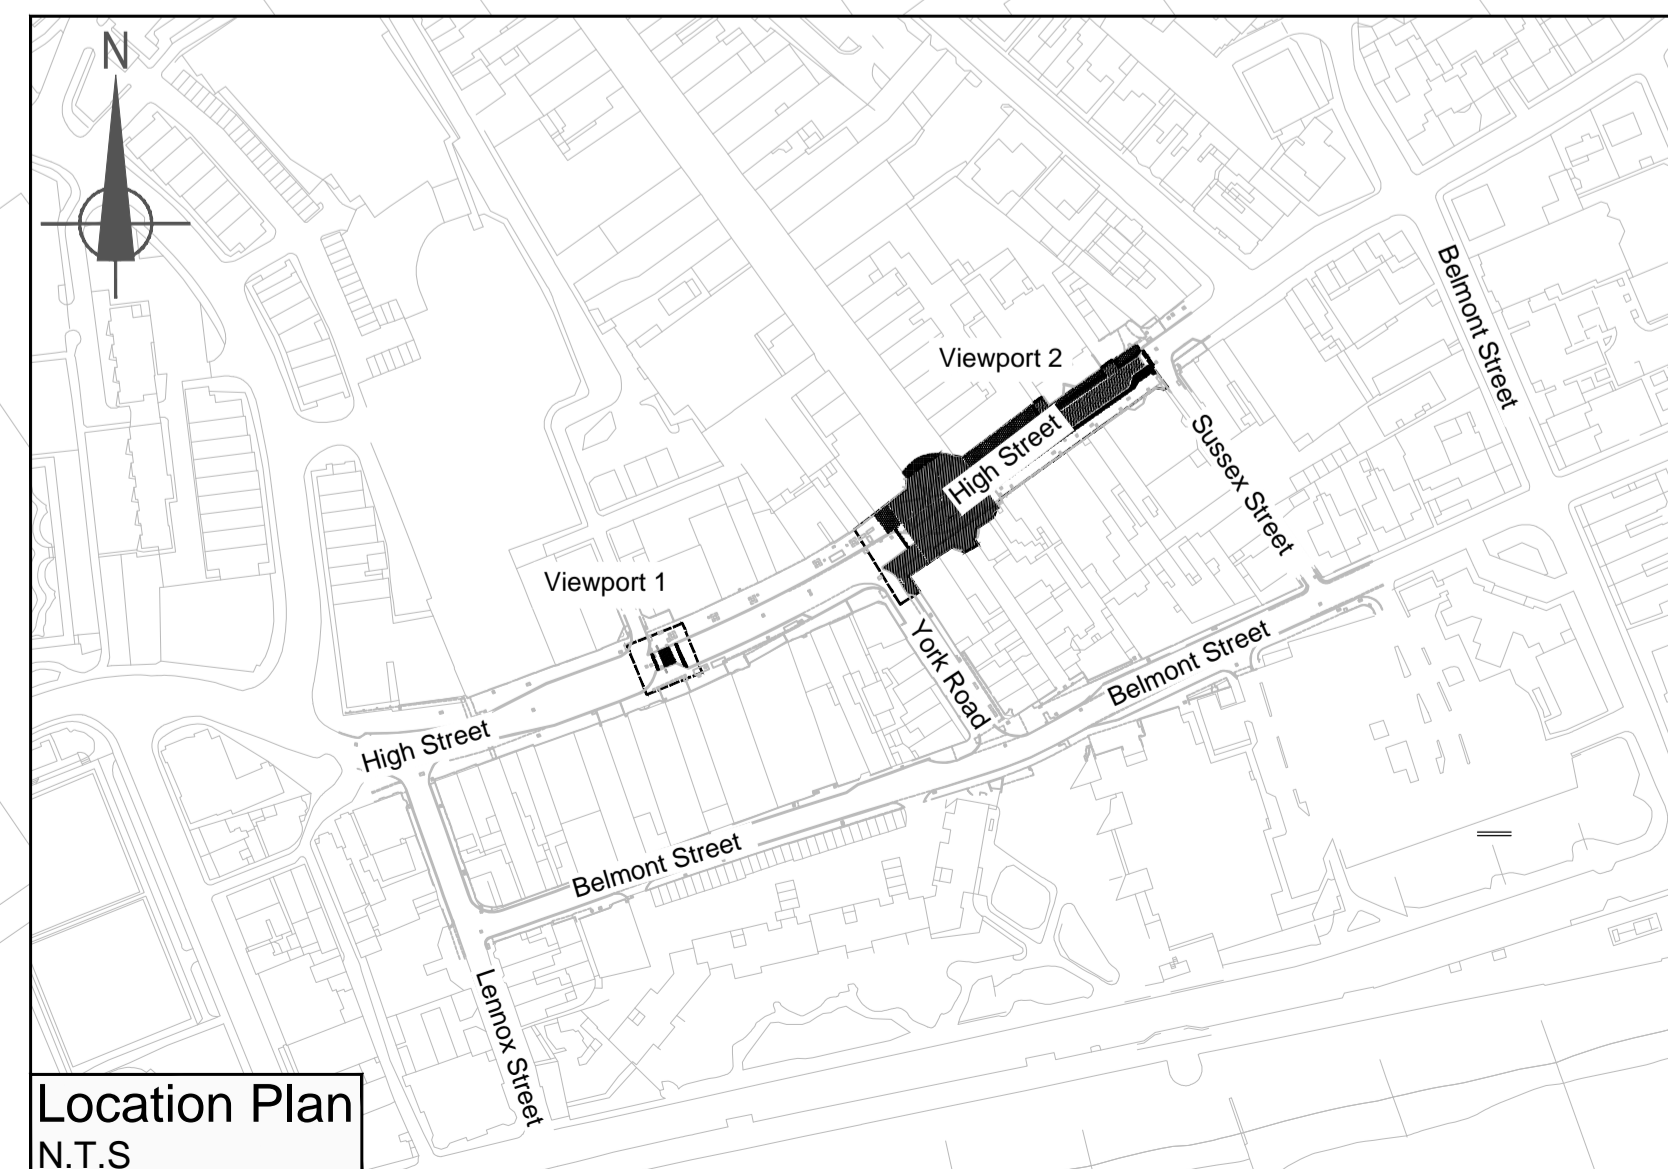 N
Belmont Street
Viewport 2
High Street
Sussex Street
Viewport 1
York Road
Belmont Street
High Street
Belmont Street
Lennox Street
Location Plan
N.T.S